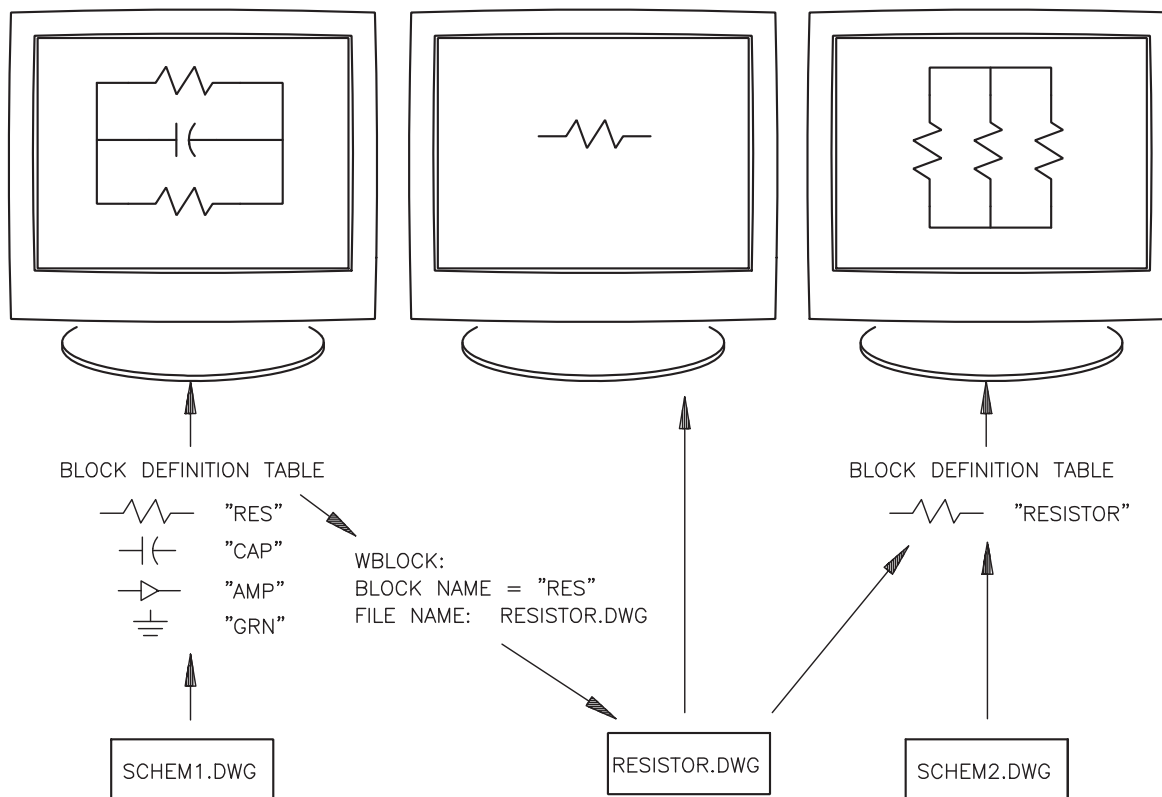 BLOCK DEFINITION TABLE
”RES”
”CAP”
”AMP”
”GRN”
WBLOCK:
BLOCK NAME = ”RES”
FILE NAME: RESISTOR.DWG
BLOCK DEFINITION TABLE
”RESISTOR”
SCHEM1.DWG
RESISTOR.DWG
SCHEM2.DWG